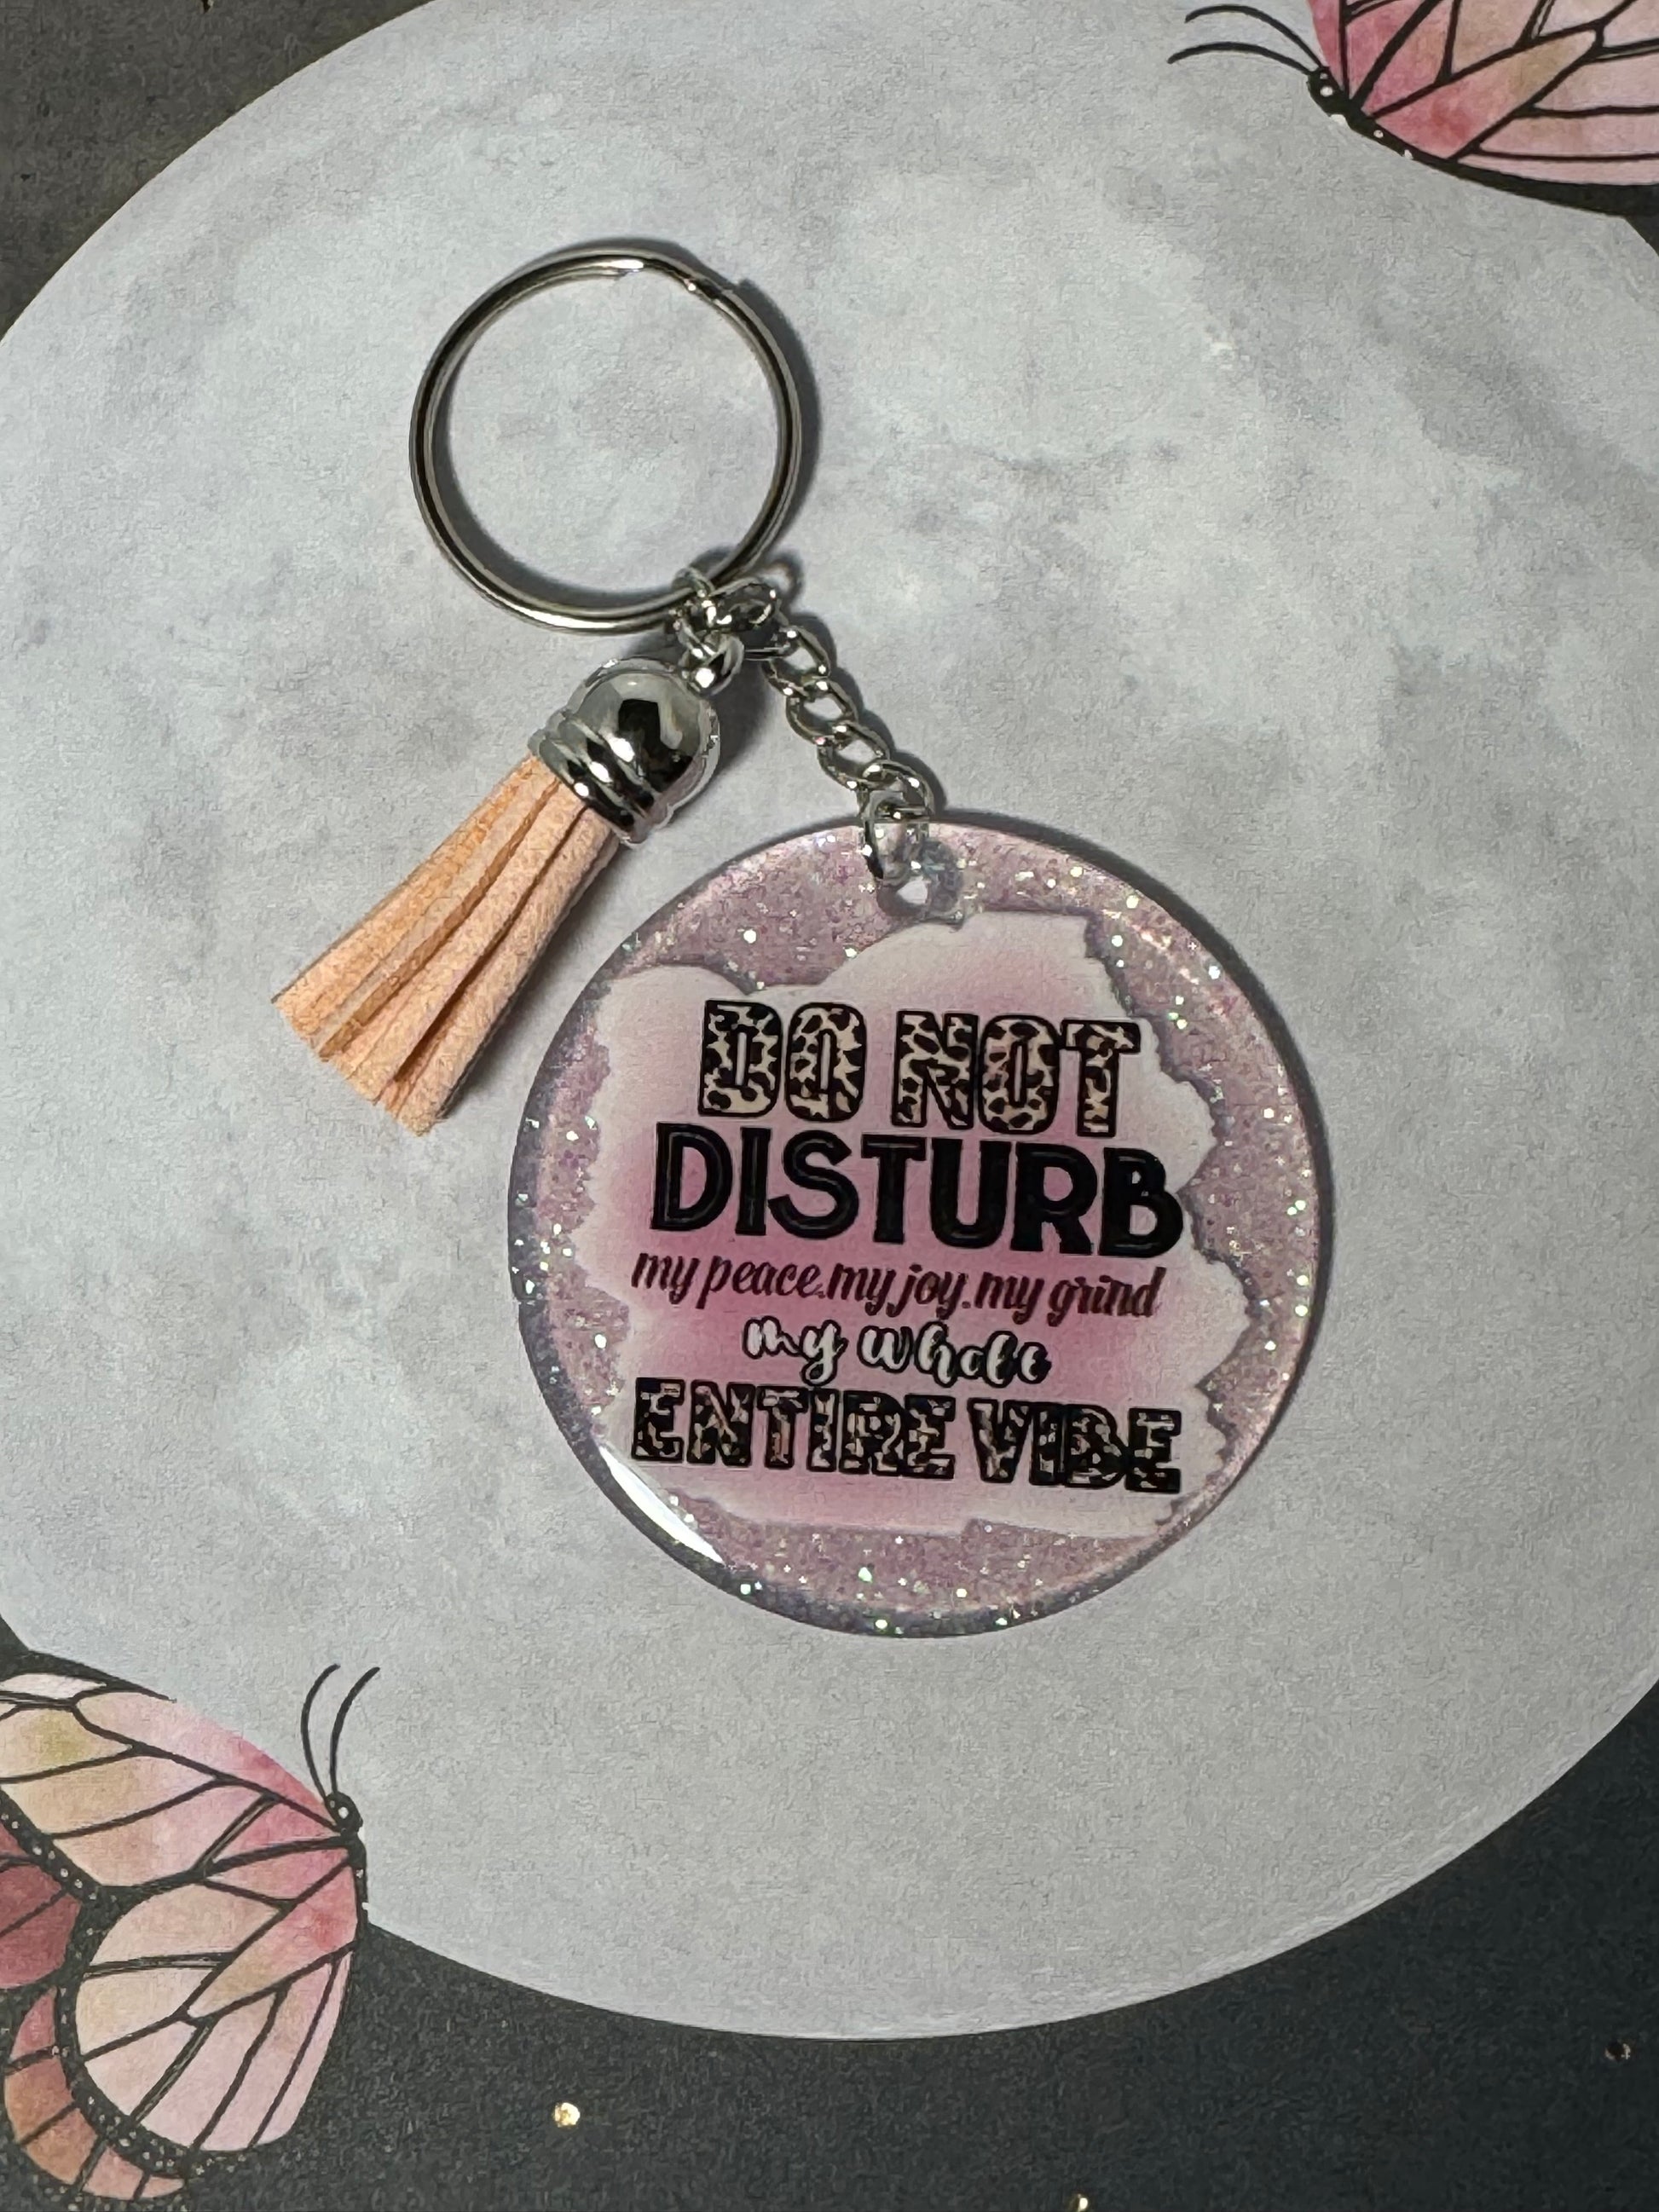 DO NOT
DISTURB
my peace.my joy.my grind
my whole
ENTIRE VIBE